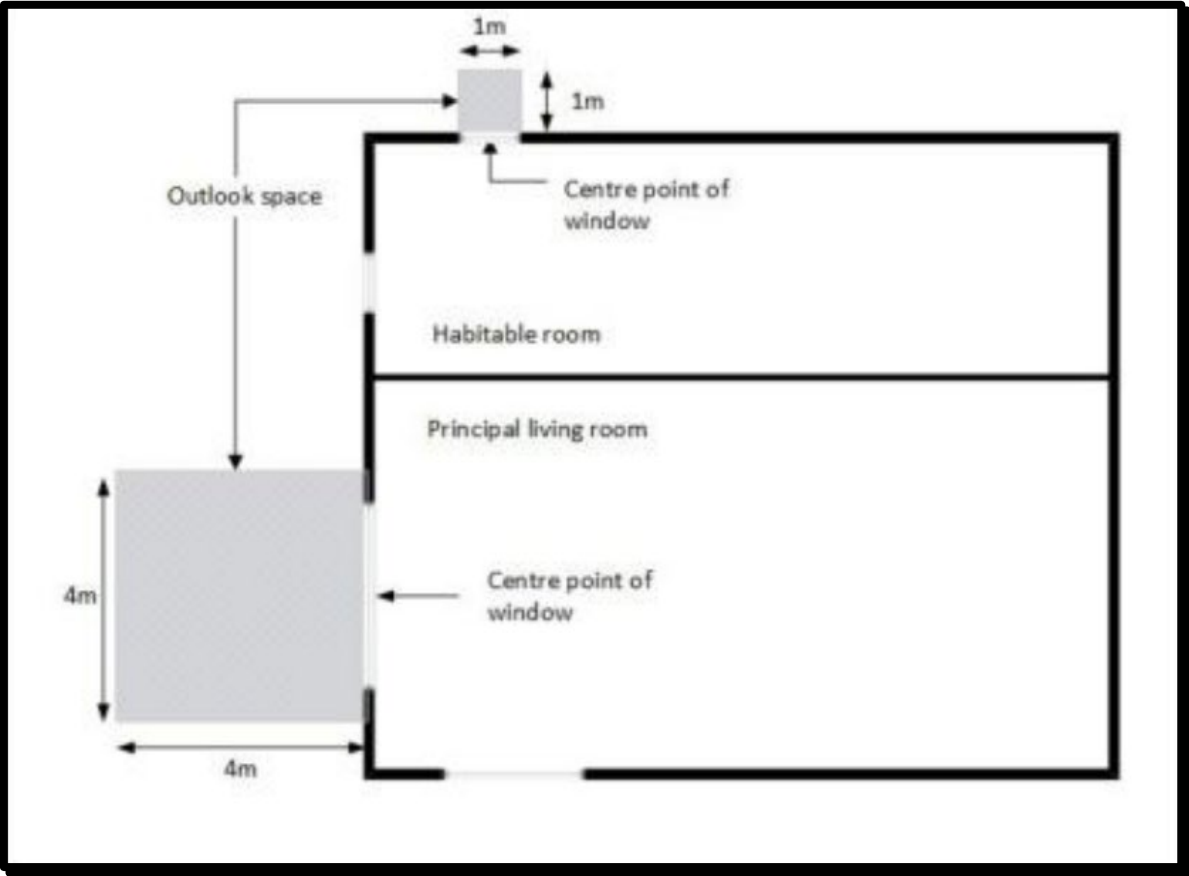 1m
1m
Outlook space
Centre point of
window
Habitable room
Principal living room
Centre point of
window
4m
4m